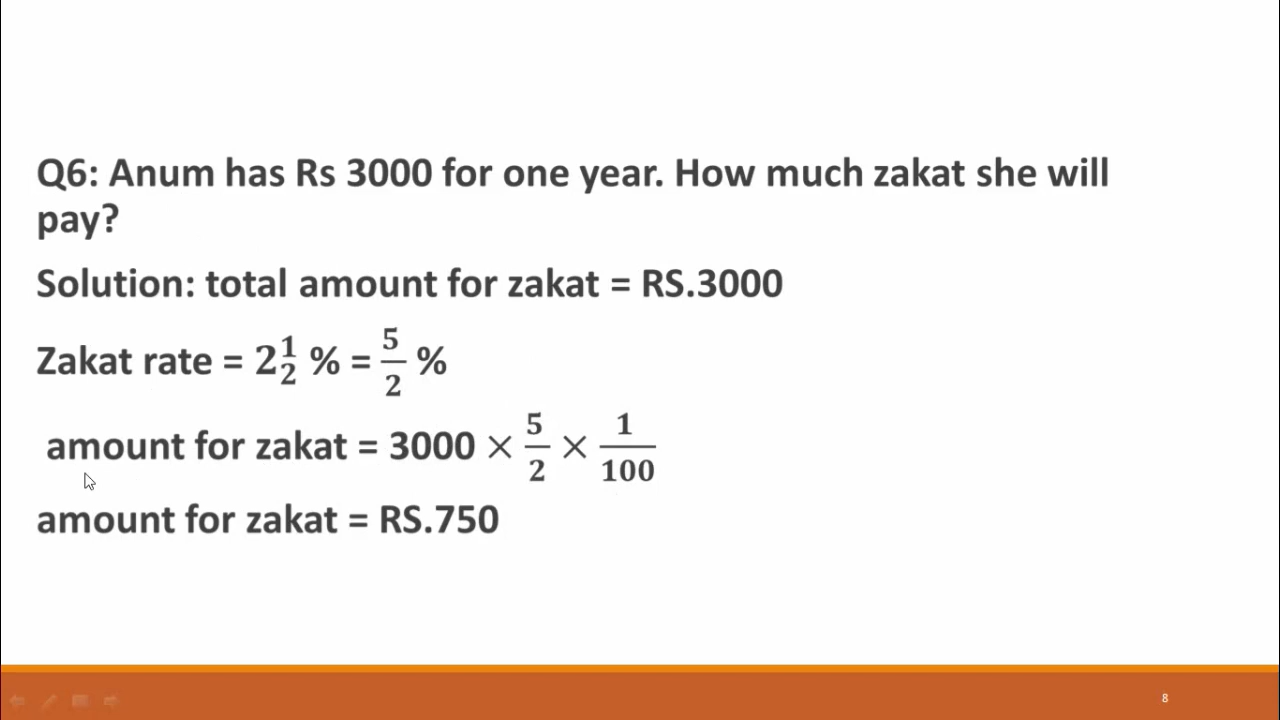 Q6: Anum has Rs 3000 for one year. How much zakat she will
pay?
Solution: total amount for zakat = RS.3000
Zakat rate = 2 1/2 % = 5/2 %
amount for zakat = 3000 × 5/2 × 1/100
amount for zakat = RS.750
8